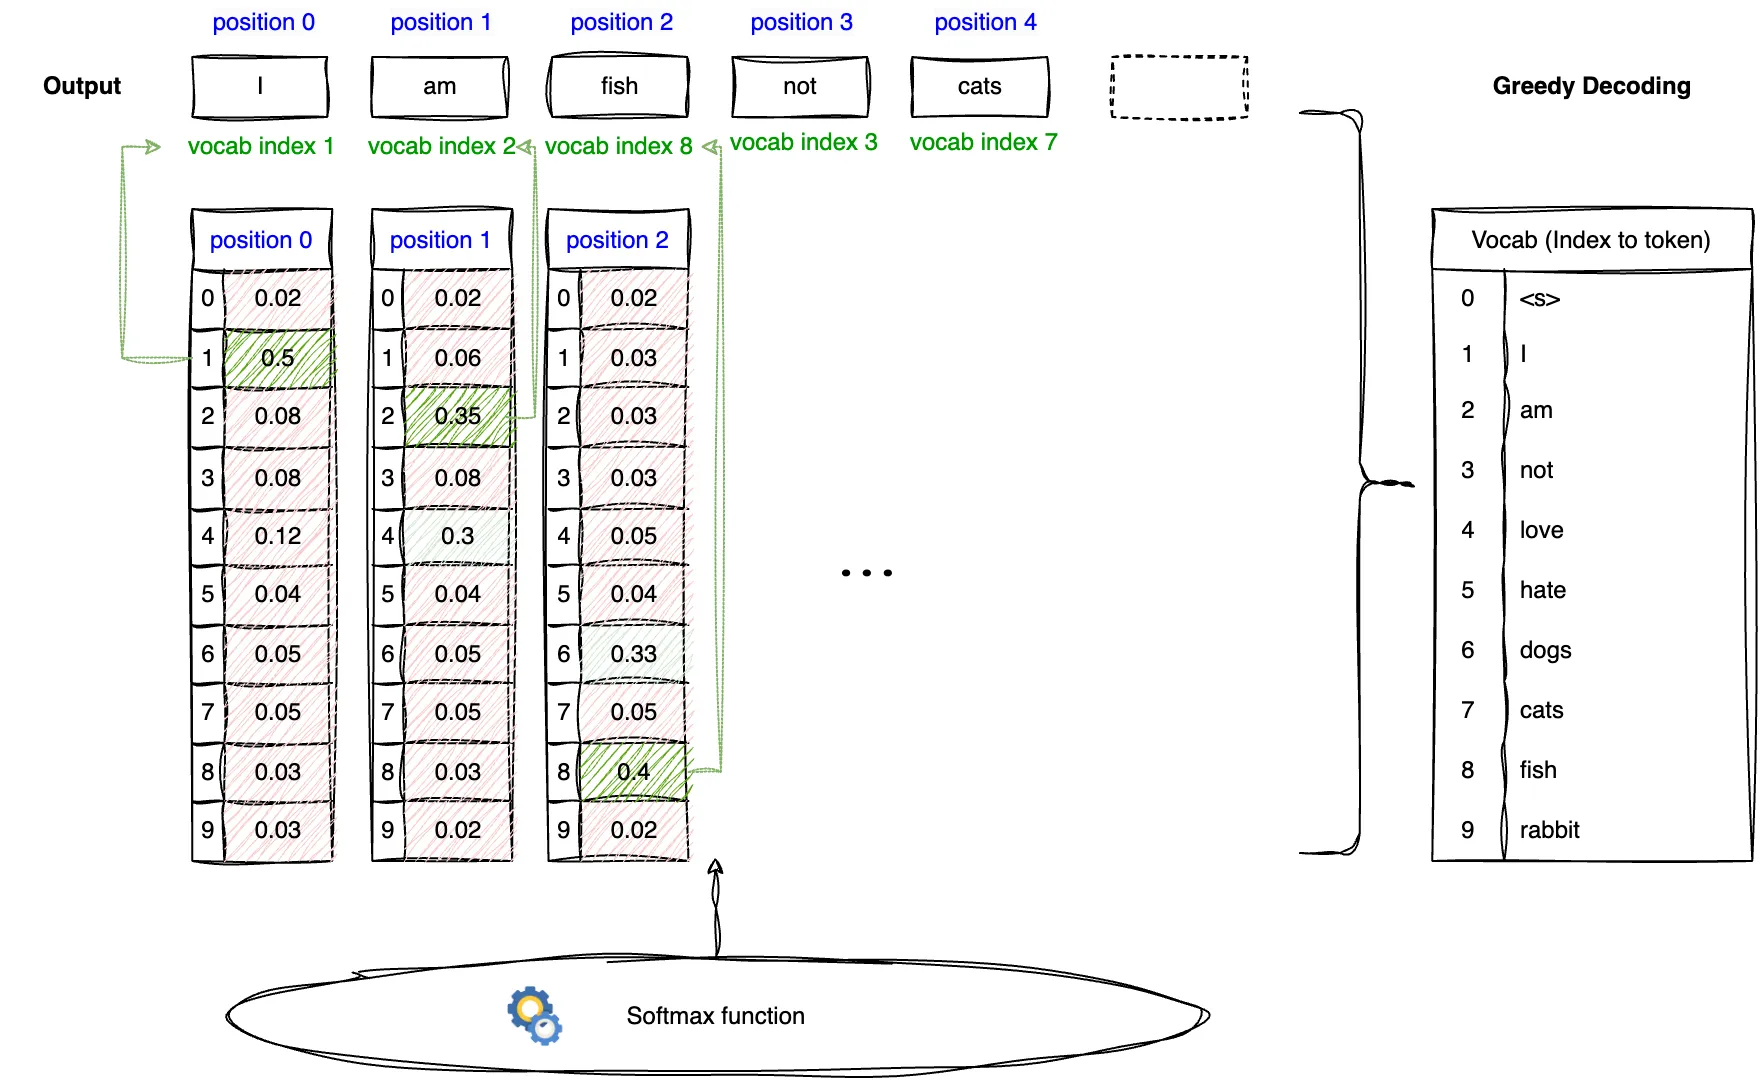 position 0 position 1 position 2 position 3 position 4
Output I am fish not cats Greedy Decoding
vocab index 1 vocab index 2 vocab index 8 vocab index 3 vocab index 7
position 0 position 1 position 2 Vocab (Index to token)
0 0.02 0 0.02 0 0.02 0 <s>
1 0.5 1 0.06 1 0.03 1 I
2 0.08 2 0.35 2 0.03 2 am
3 0.08 3 0.08 3 0.03 3 not
4 0.12 4 0.3 4 0.05 4 love
5 0.04 5 0.04 5 0.04 ... 5 hate
6 0.05 6 0.05 6 0.33 6 dogs
7 0.05 7 0.05 7 0.05 7 cats
8 0.03 8 0.03 8 0.4 8 fish
9 0.03 9 0.02 9 0.02 9 rabbit
Softmax function